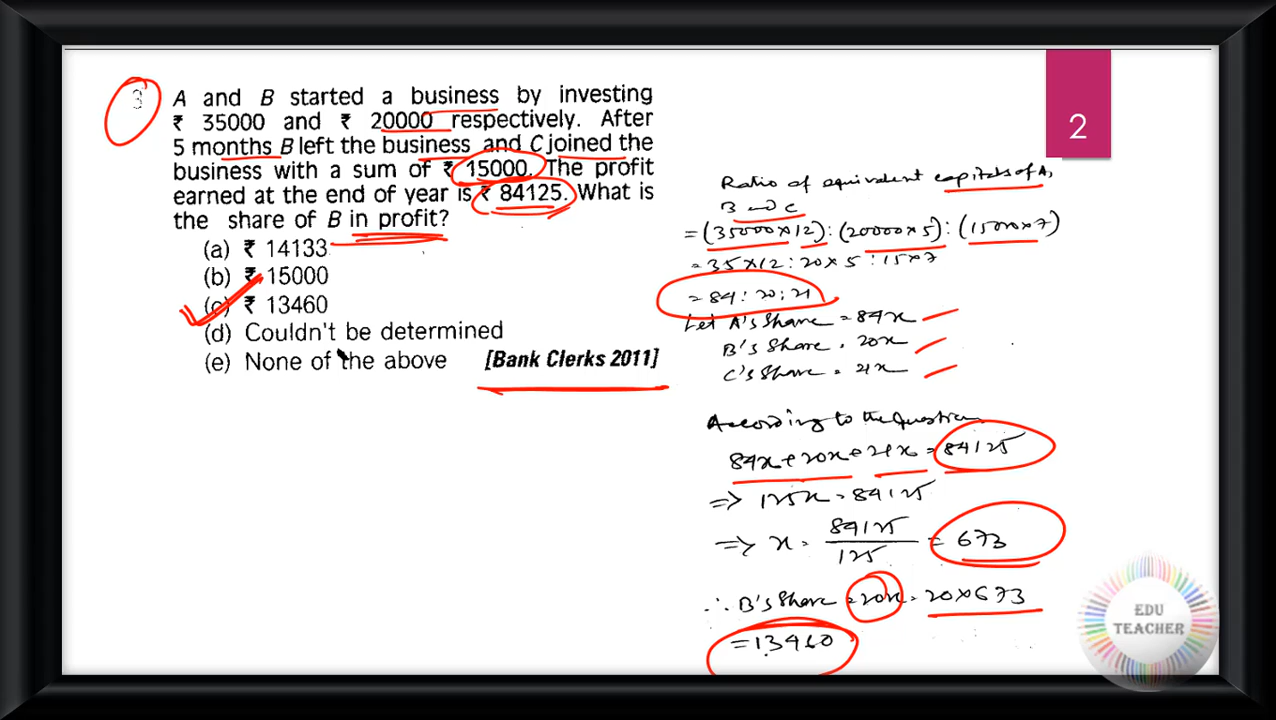 3
A and B started a business by investing
₹ 35000 and ₹ 20000 respectively. After
5 months B left the business and C joined the
business with a sum of ₹ 15000. The profit
earned at the end of year is ₹ 84125. What is
the share of B in profit?
(a) ₹ 14133
(b) ₹ 15000
(c) ₹ 13460
(d) Couldn't be determined
(e) None of the above [Bank Clerks 2011]
2
Ratio of equivalent capitals of A,
B and C
= (35000×12) : (20000×5) : (15000×7)
= 35×12 : 20×5 : 15×7
= 84 : 20 : 21
Let A's Share = 84x
B's Share = 20x
C's Share = 21x
According to the Question
84x + 20x + 21x = 84125
⇒ 125x = 84125
⇒ x = 84125/125 = 673
∴ B's Share = 20x = 20×673
= 13460
EDU
TEACHER